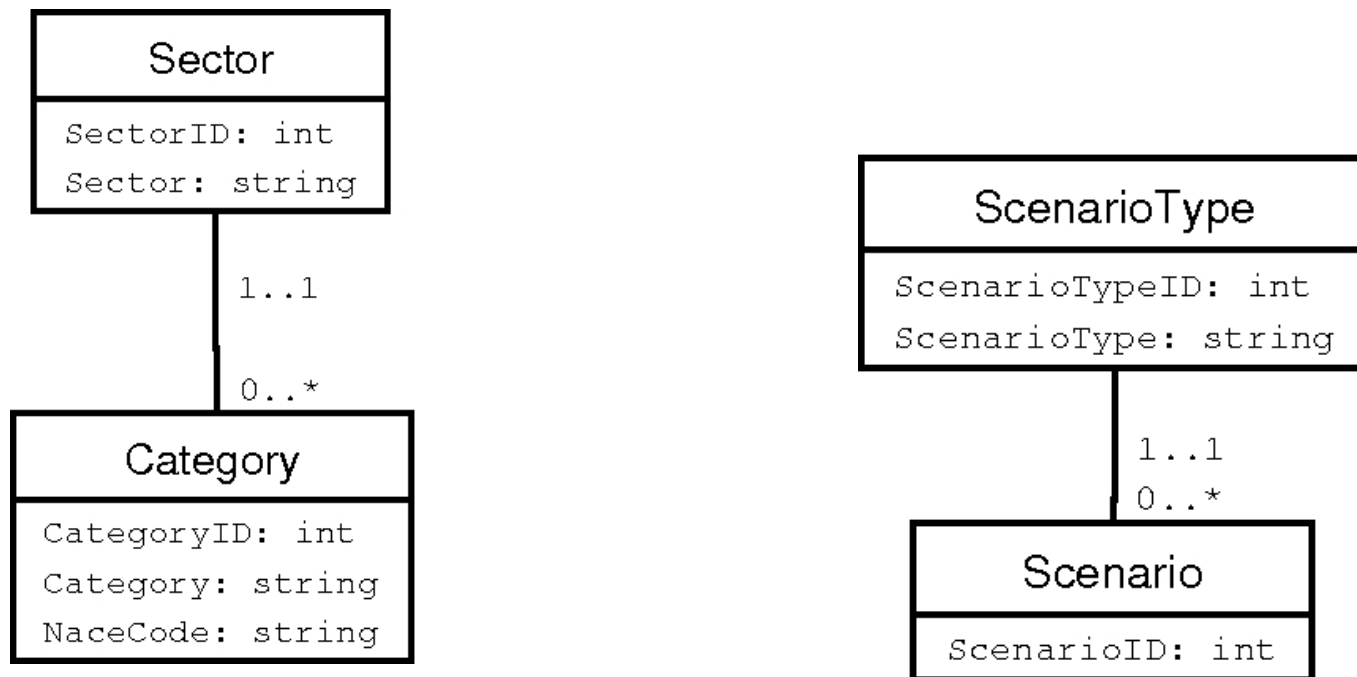 Sector
SectorID: int
Sector: string
1..1
0..*
Category
CategoryID: int
Category: string
NaceCode: string
ScenarioType
ScenarioTypeID: int
ScenarioType: string
1..1
0..*
Scenario
ScenarioID: int